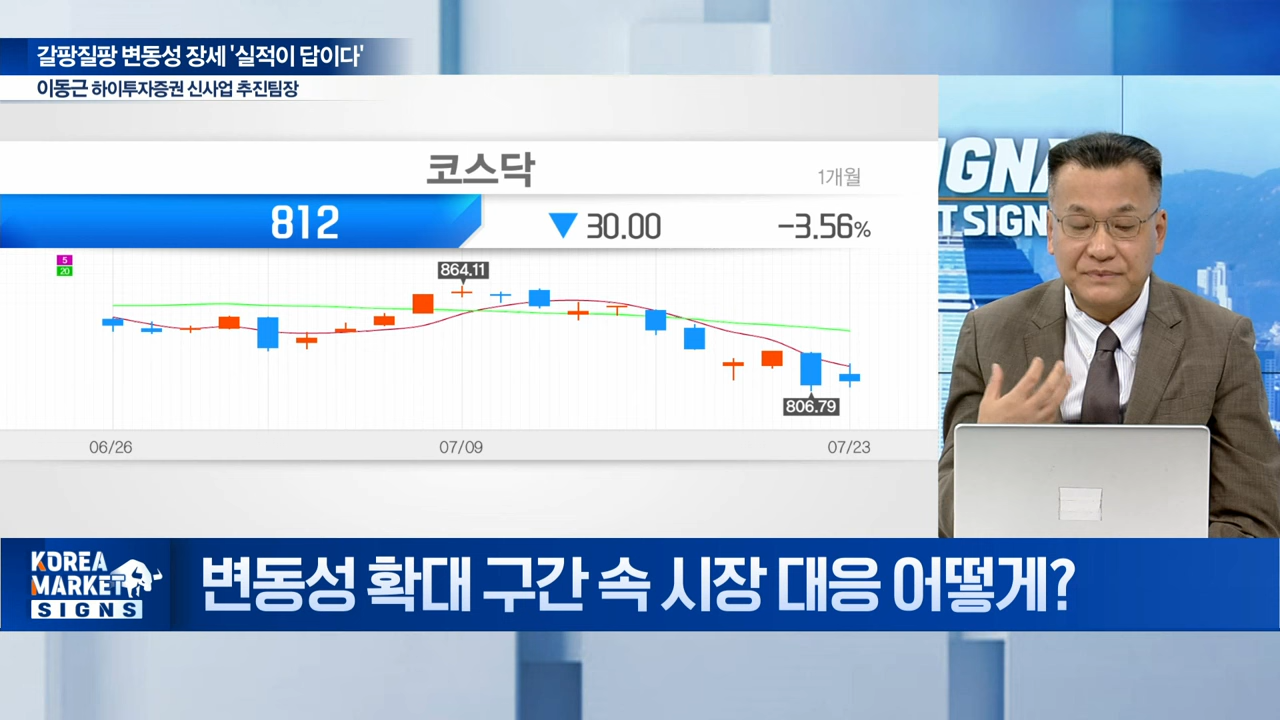 갈팡질팡 변동성 장세 '실적이 답이다'
이동근 하이투자증권 신사업 추진팀장
코스닥
1개월
812 ▼ 30.00 -3.56%
5
20
864.11
806.79
06/26 07/09 07/23
IGNA
T SIGN
KOREA
MARKET
SIGNS
변동성 확대 구간 속 시장 대응 어떻게?